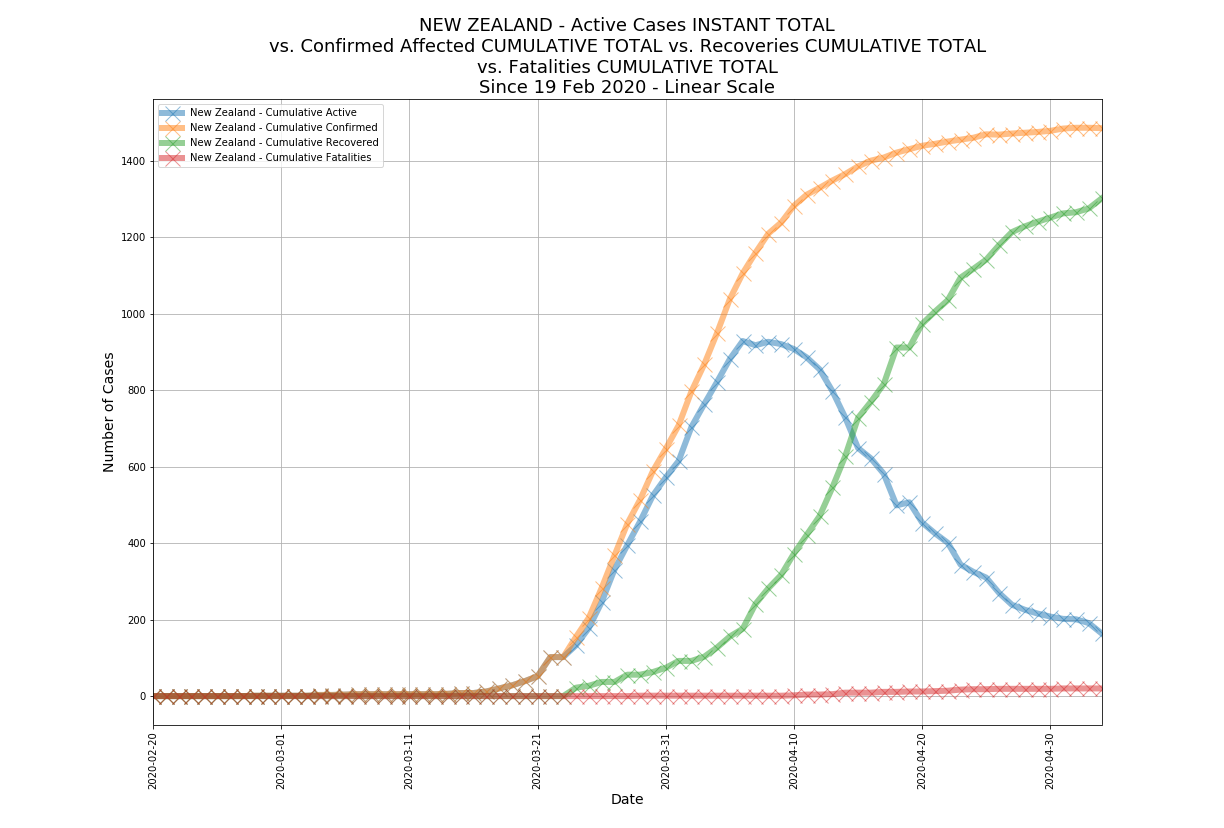 NEW ZEALAND - Active Cases INSTANT TOTAL
vs. Confirmed Affected CUMULATIVE TOTAL vs. Recoveries CUMULATIVE TOTAL
vs. Fatalities CUMULATIVE TOTAL
Since 19 Feb 2020 - Linear Scale
New Zealand - Cumulative Active
New Zealand - Cumulative Confirmed
New Zealand - Cumulative Recovered
New Zealand - Cumulative Fatalities
1400
1200
1000
800
600
400
200
0
Number of Cases
2020-02-20
2020-03-01
2020-03-11
2020-03-21
2020-03-31
2020-04-10
2020-04-20
2020-04-30
Date